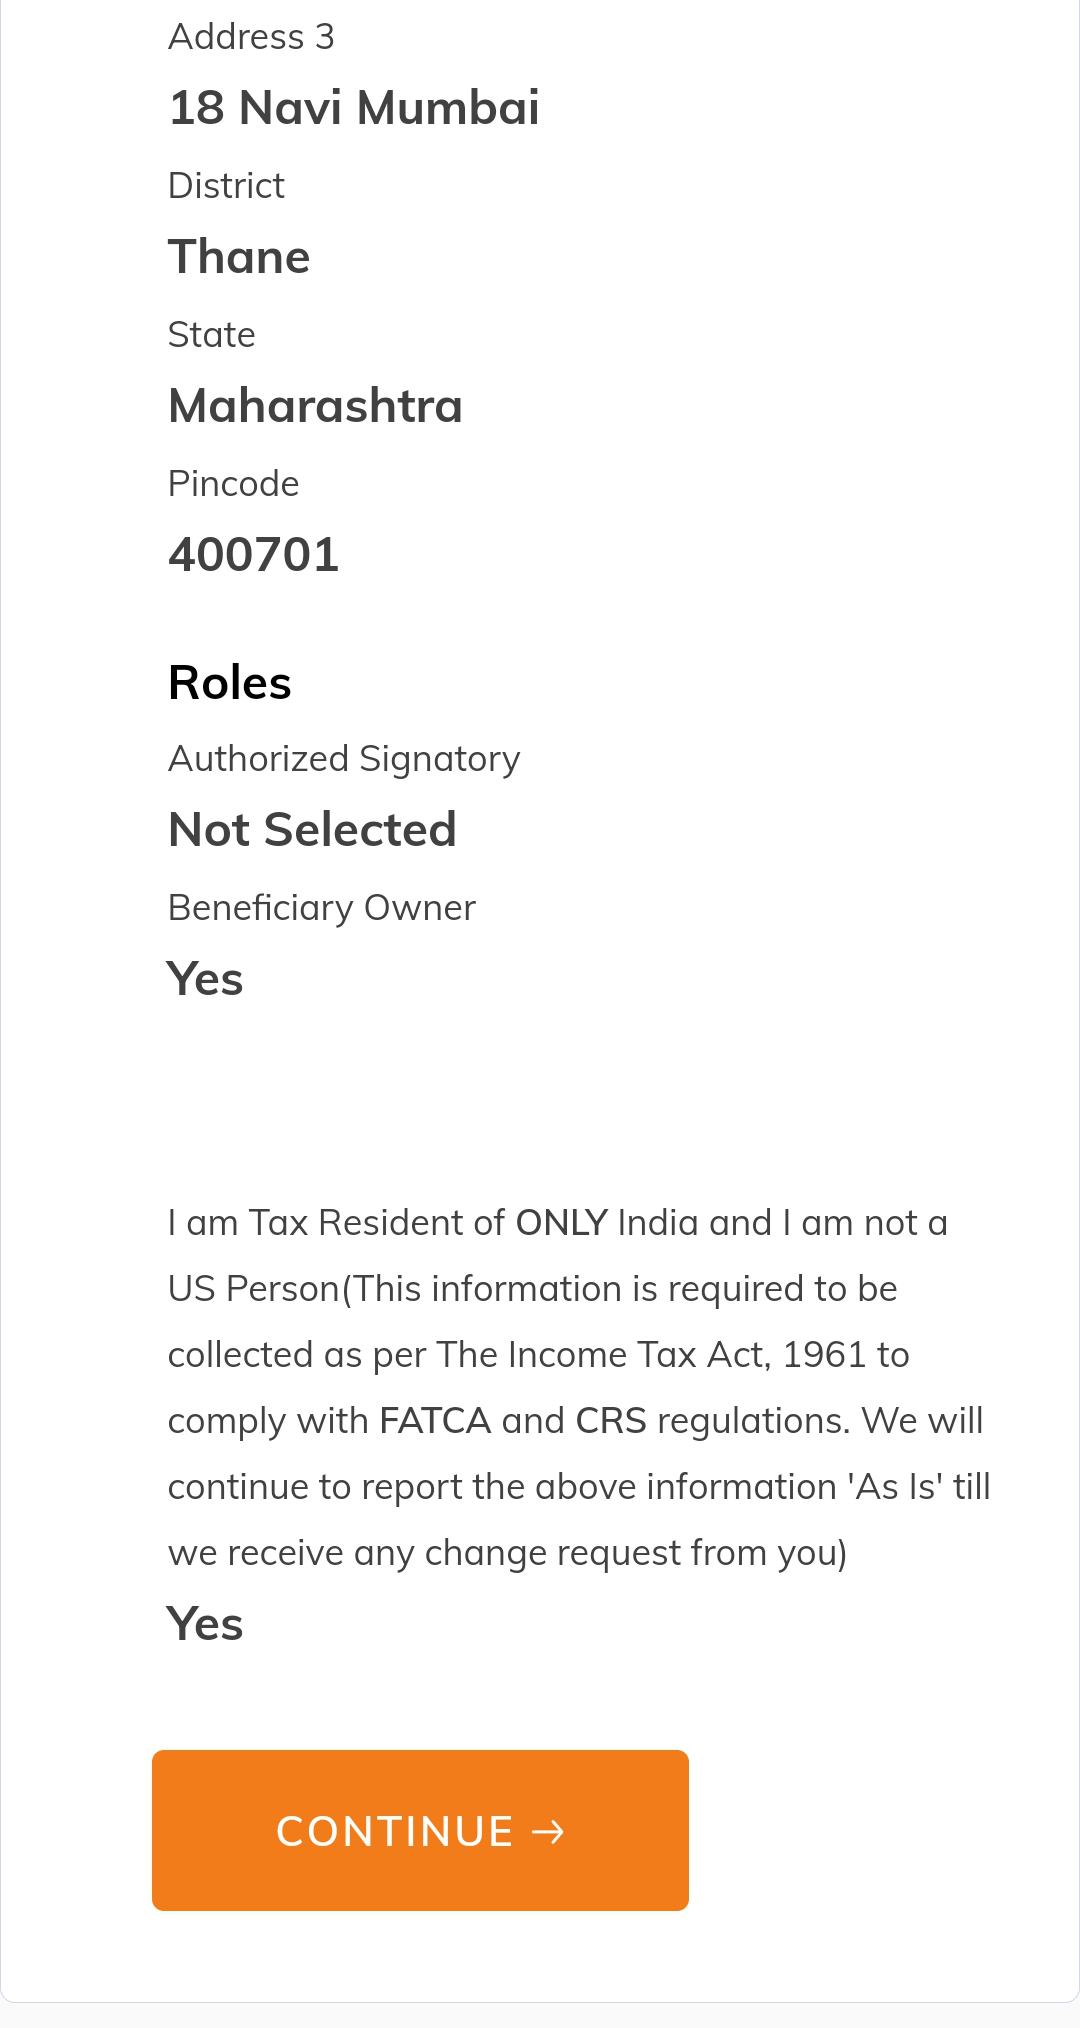 Address 3
18 Navi Mumbai
District
Thane
State
Maharashtra
Pincode
400701
Roles
Authorized Signatory
Not Selected
Beneficiary Owner
Yes
I am Tax Resident of ONLY India and I am not a
US Person(This information is required to be
collected as per The Income Tax Act, 1961 to
comply with FATCA and CRS regulations. We will
continue to report the above information 'As Is' till
we receive any change request from you)
Yes
CONTINUE →